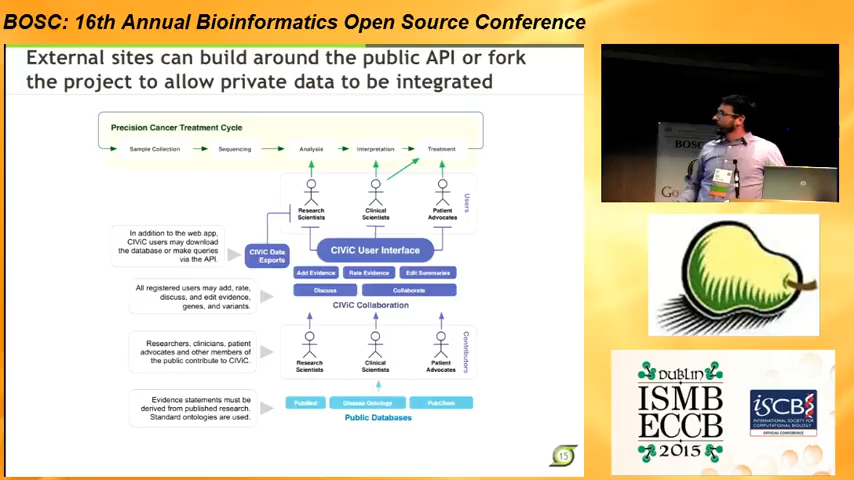 BOSC: 16th Annual Bioinformatics Open Source Conference
External sites can build around the public API or fork
the project to allow private data to be integrated
Precision Cancer Treatment Cycle
Sample Collection
Sequencing
Analysis
Interpretation
Treatment
Research
Scientists
Clinical
Scientists
Patient
Advocates
Users
In addition to the web app,
CIViC users may download
the database or make queries
via the API.
CIViC Data
Exports
CIViC User Interface
Add Evidence
Rate Evidence
Edit Summaries
Discuss
Collaborate
CIViC Collaboration
All registered users may add, rate,
discuss, and edit evidence,
genes, and variants.
Researchers, clinicians, patient
advocates and other members of
the public contribute to CIViC.
Research
Scientists
Clinical
Scientists
Patient
Advocates
Contributors
Evidence statements must be
derived from published research.
Standard ontologies are used.
PubMed
Disease Ontology
PubChem
Public Databases
15
BOSC
Go
DUBLIN
ISMB
ECCB
2015
iSCB
INTERNATIONAL SOCIETY FOR
COMPUTATIONAL BIOLOGY
OFFICIAL CONFERENCE